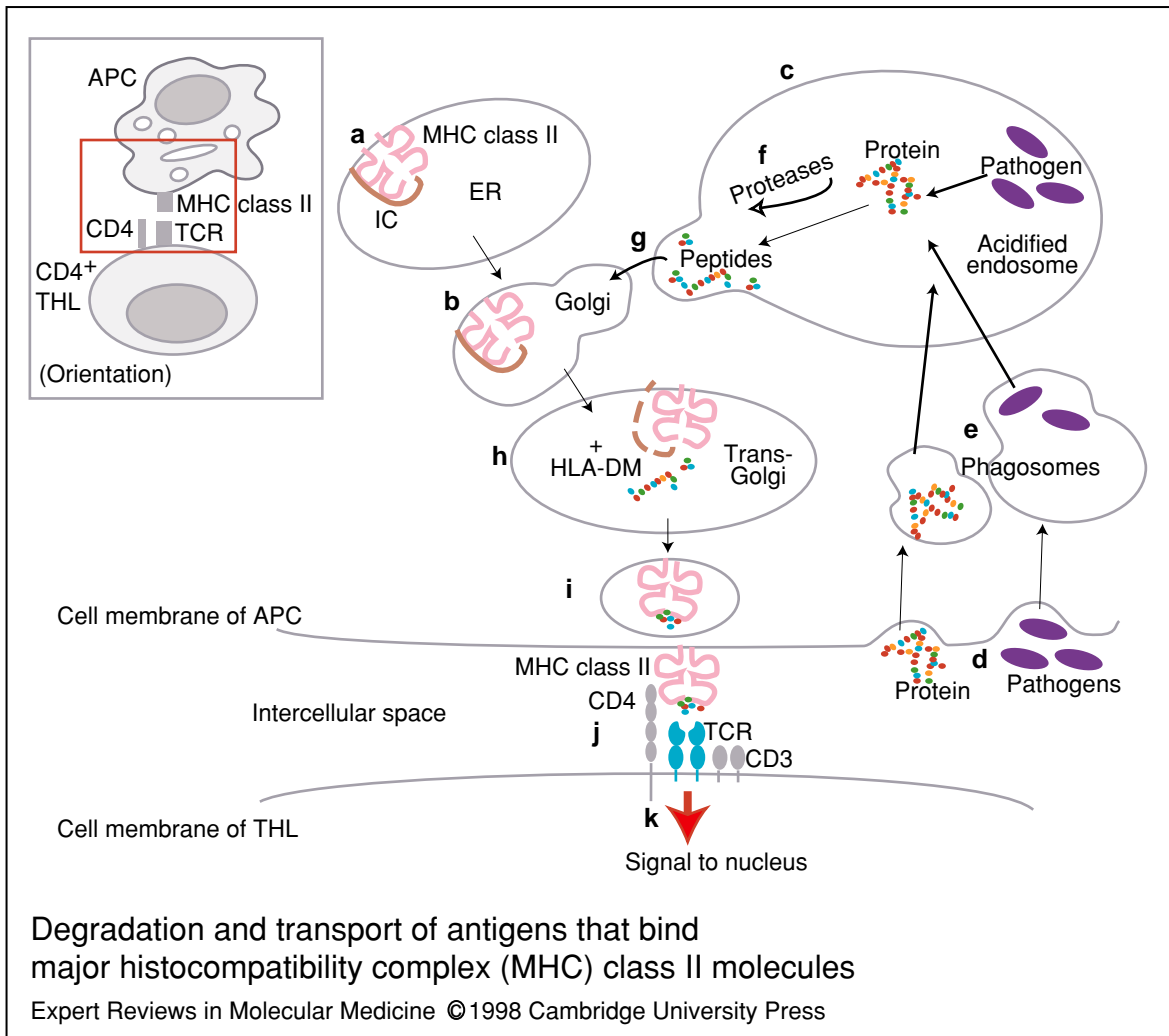 APC
MHC class II
CD4
TCR
CD4+
THL
(Orientation)
a
MHC class II
ER
IC
b
Golgi
c
f
Proteases
Protein
Pathogen
Acidified
endosome
g
Peptides
h
+
HLA-DM
Trans-
Golgi
e
Phagosomes
i
Cell membrane of APC
d
Protein
Pathogens
MHC class II
CD4
Intercellular space
j
TCR
CD3
k
Cell membrane of THL
Signal to nucleus
Degradation and transport of antigens that bind
major histocompatibility complex (MHC) class II molecules
Expert Reviews in Molecular Medicine ©1998 Cambridge University Press